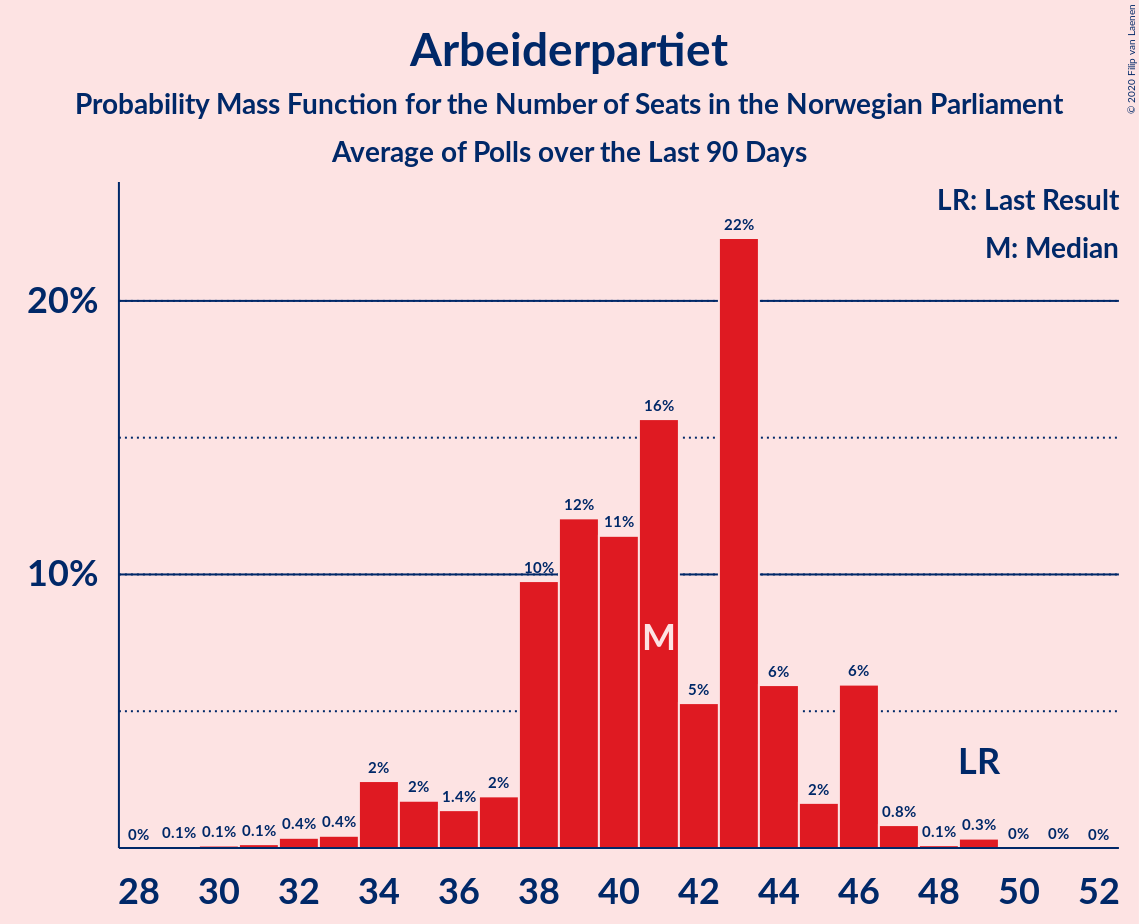 Arbeiderpartiet
Probability Mass Function for the Number of Seats in the Norwegian Parliament
Average of Polls over the Last 90 Days
© 2020 Filip van Laenen
LR: Last Result
M: Median
20%
10%
0% 0.1% 0.1% 0.1% 0.4% 0.4% 2% 2% 1.4% 2% 10% 12% 11% 16% 5% 22% 6% 2% 6% 0.8% 0.1% 0.3% 0% 0% 0%
M
LR
28 30 32 34 36 38 40 42 44 46 48 50 52